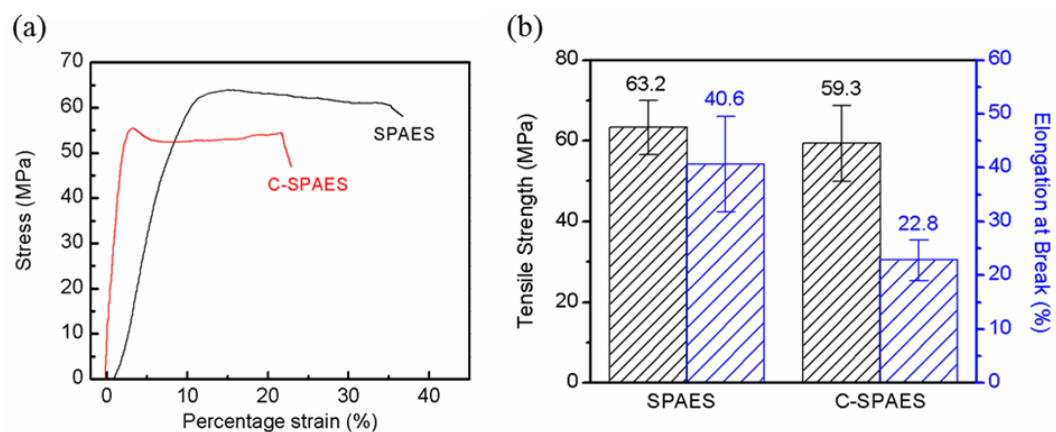 (a)
70
60
50
40
30
20
10
0
Stress (MPa)
SPAES
C-SPAES
0 10 20 30 40
Percentage strain (%)
(b)
80
60
40
20
0
Tensile Strength (MPa)
63.2
40.6
59.3
22.8
SPAES C-SPAES
60
50
40
30
20
10
0
Elongation at Break (%)